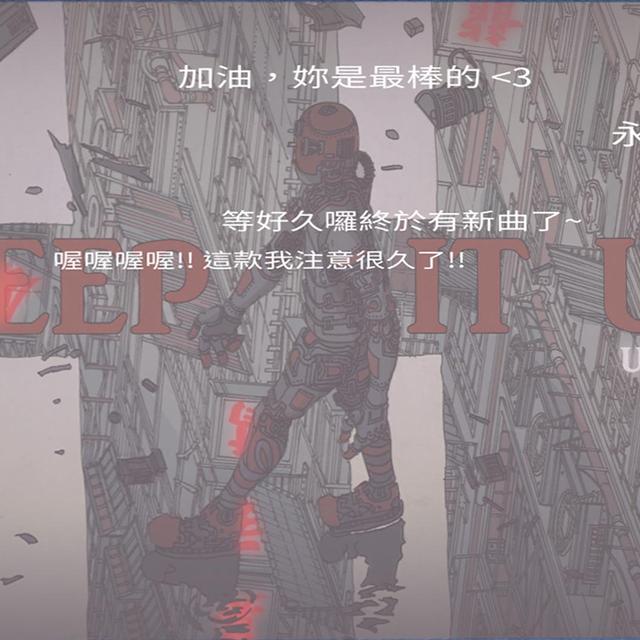 加油，妳是最棒的 <3
永
等好久囉終於有新曲了~
EEP IT U
喔喔喔喔!! 這款我注意很久了!!
U